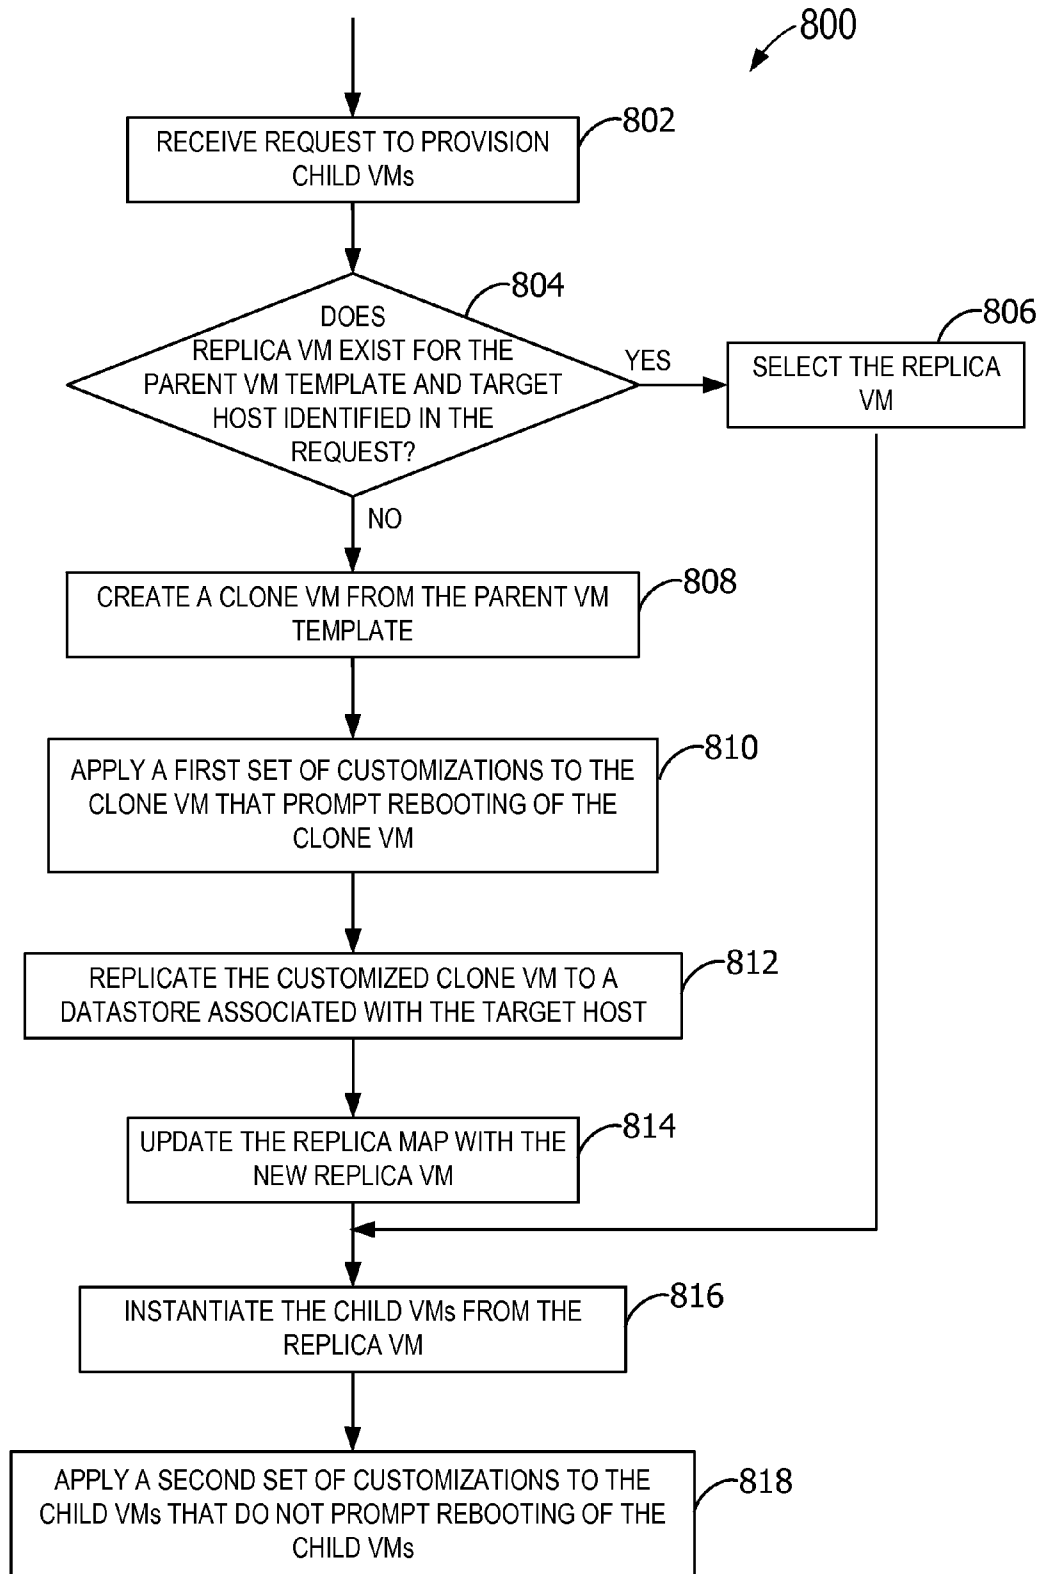 800
802
RECEIVE REQUEST TO PROVISION
CHILD VMs
804
DOES
REPLICA VM EXIST FOR THE
PARENT VM TEMPLATE AND TARGET
HOST IDENTIFIED IN THE
REQUEST?
YES
806
SELECT THE REPLICA
VM
NO
808
CREATE A CLONE VM FROM THE PARENT VM
TEMPLATE
810
APPLY A FIRST SET OF CUSTOMIZATIONS TO THE
CLONE VM THAT PROMPT REBOOTING OF THE
CLONE VM
812
REPLICATE THE CUSTOMIZED CLONE VM TO A
DATASTORE ASSOCIATED WITH THE TARGET HOST
814
UPDATE THE REPLICA MAP WITH THE
NEW REPLICA VM
816
INSTANTIATE THE CHILD VMs FROM THE
REPLICA VM
818
APPLY A SECOND SET OF CUSTOMIZATIONS TO THE
CHILD VMs THAT DO NOT PROMPT REBOOTING OF THE
CHILD VMs